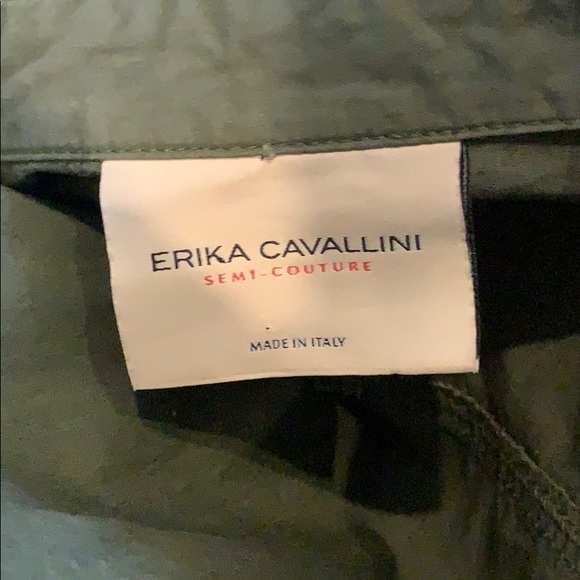 ERIKA CAVALLINI
SEMI-COUTURE
MADE IN ITALY